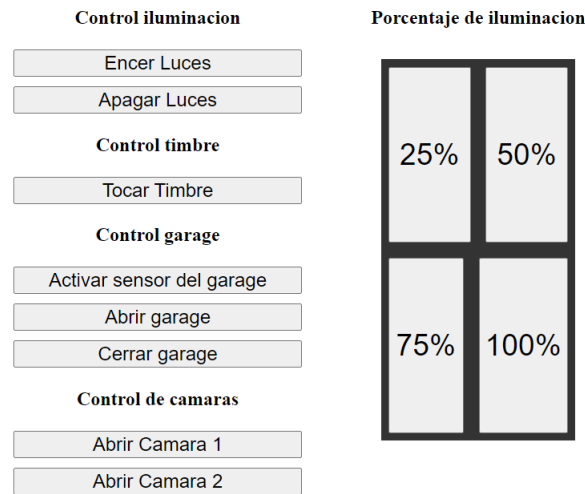 Control iluminacion
Encer Luces
Apagar Luces
Control timbre
Tocar Timbre
Control garage
Activar sensor del garage
Abrir garage
Cerrar garage
Control de camaras
Abrir Camara 1
Abrir Camara 2
Porcentaje de iluminacion
25% 50%
75% 100%